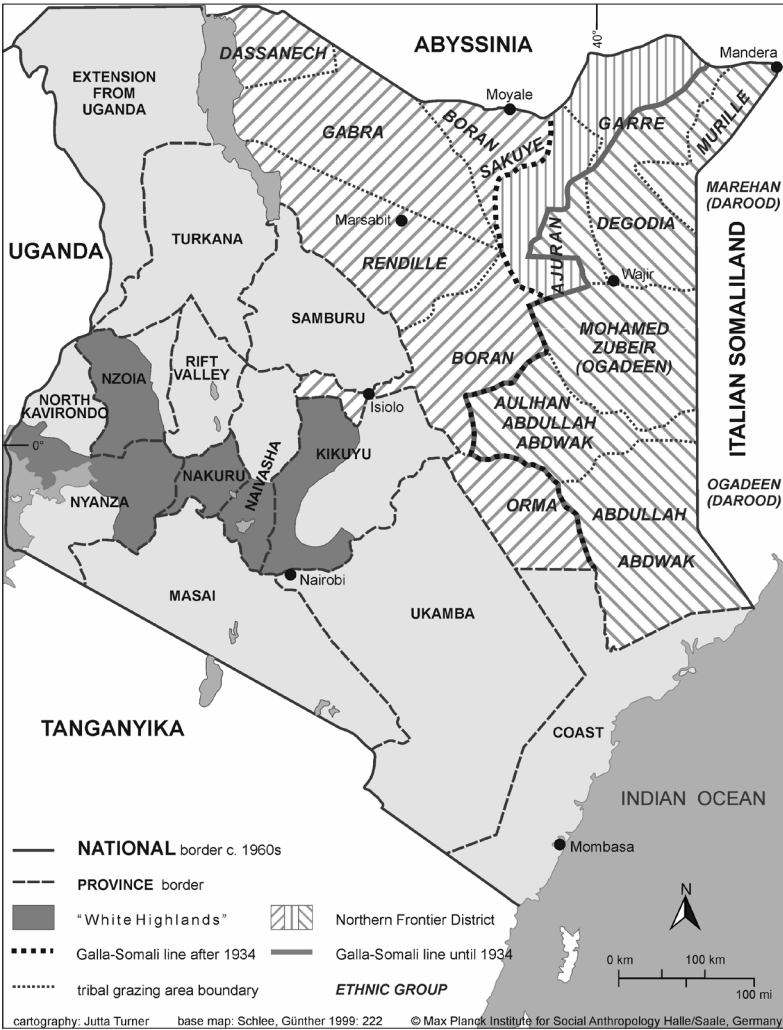 ABYSSINIA
40°
Mandera
DASSANECH
EXTENSION
FROM
UGANDA
Moyale
BORAN
GARRE
MURILLE
GABRA
SAKUYE
MAREHAN
(DAROOD)
Marsabit
DEGODIA
TURKANA
UGANDA
RENDILLE
AJURAN
Wajir
ITALIAN SOMALILAND
SAMBURU
MOHAMED
ZUBEIR
(OGADEEN)
BORAN
RIFT
VALLEY
NZOIA
NORTH
KAVIRONDO
Isiolo
AULIHAN
ABDULLAH
ABDWAK
0°
KIKUYU
NAKURU
NAIVASHA
OGADEEN
(DAROOD)
NYANZA
ORMA
ABDULLAH
ABDWAK
Nairobi
MASAI
UKAMBA
TANGANYIKA
COAST
INDIAN OCEAN
Mombasa
NATIONAL border c. 1960s
PROVINCE border
"White Highlands"
Northern Frontier District
Galla-Somali line after 1934
Galla-Somali line until 1934
tribal grazing area boundary
ETHNIC GROUP
N
0 km 100 km
100 mi
cartography: Jutta Turner base map: Schlee, Günther 1999: 222 © Max Planck Institute for Social Anthropology Halle/Saale, Germany